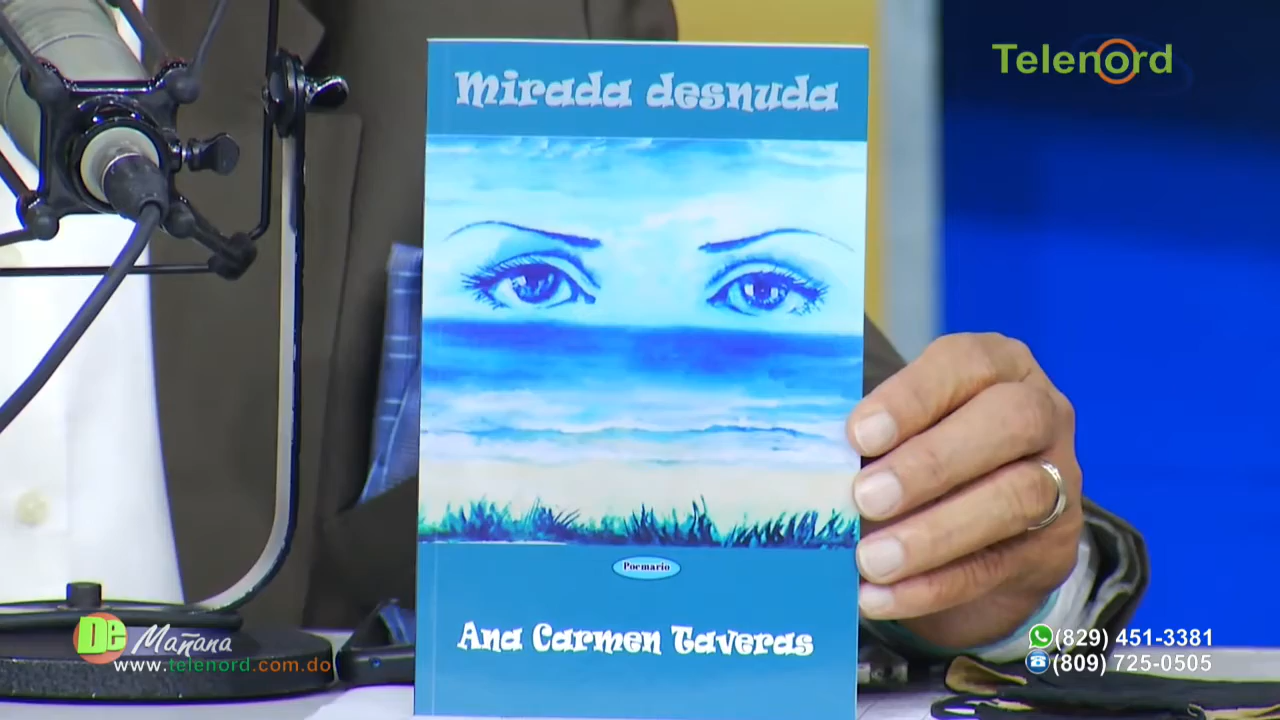 Telenord
Mirada desnuda
Poemario
Ana Carmen Taveras
De Mañana
www.telenord.com.do
(829) 451-3381
(809) 725-0505